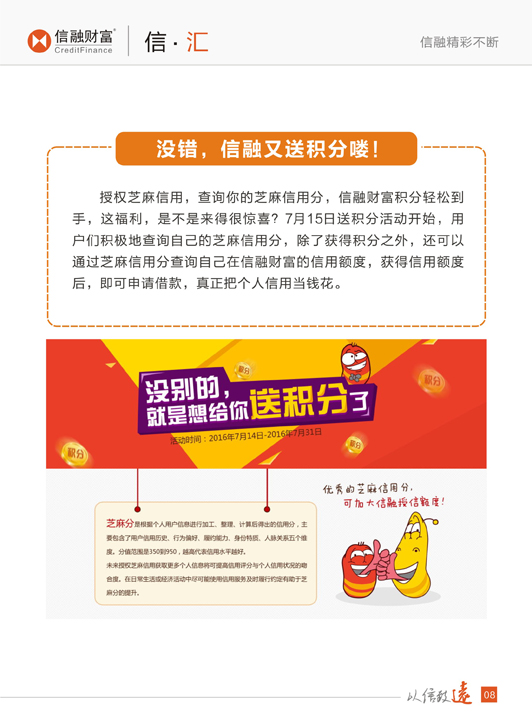 信融财富®
CreditFinance
信·汇
信融精彩不断
没错，信融又送积分喽！
授权芝麻信用，查询你的芝麻信用分，信融财富积分轻松到
手，这福利，是不是来得很惊喜？7月15日送积分活动开始，用
户们积极地查询自己的芝麻信用分，除了获得积分之外，还可以
通过芝麻信用分查询自己在信融财富的信用额度，获得信用额度
后，即可申请借款，真正把个人信用当钱花。
积分
积分
没别的，
就是想给你送积分了
活动时间：2016年7月14日-2016年7月31日
积分
积分
优秀的芝麻信用分，
可加大信融授信额度！
芝麻分是根据个人用户信息进行加工、整理、计算后得出的信用分，主
要包含了用户信用历史、行为偏好、履约能力、身份特质、人脉关系五个维
度。分值范围是350到950，越高代表信用水平越好。
未来授权芝麻信用获取更多个人信息将可提高信用评分与个人信用状况的吻
合度。在日常生活或经济活动中尽可能使用信用服务及时履行约定有助于芝
麻分的提升。
以信致遠
08